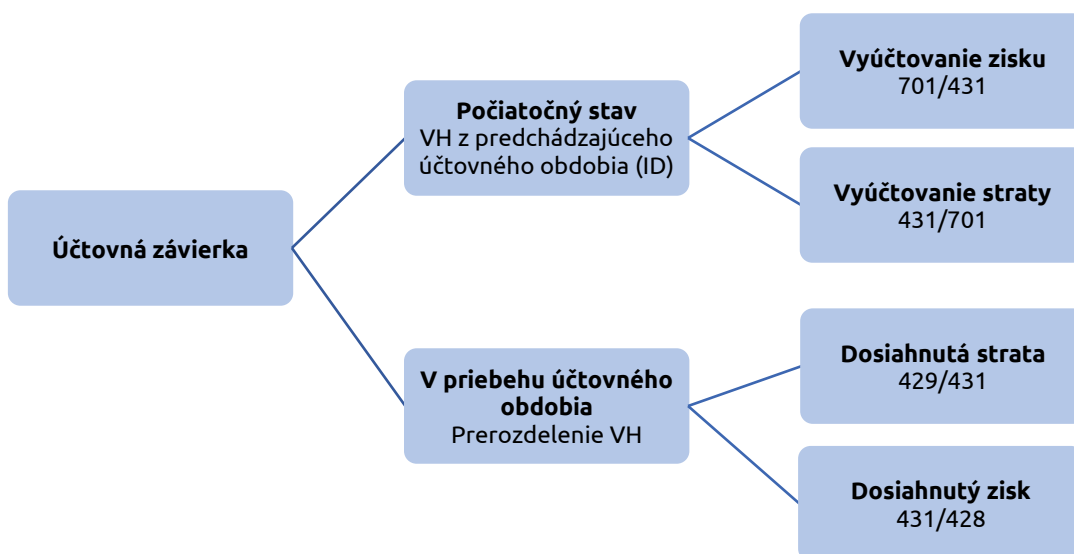 Účtovná závierka
Počiatočný stav
VH z predchádzajúceho
účtovného obdobia (ID)
Vyúčtovanie zisku
701/431
Vyúčtovanie straty
431/701
V priebehu účtovného
obdobia
Prerozdelenie VH
Dosiahnutá strata
429/431
Dosiahnutý zisk
431/428